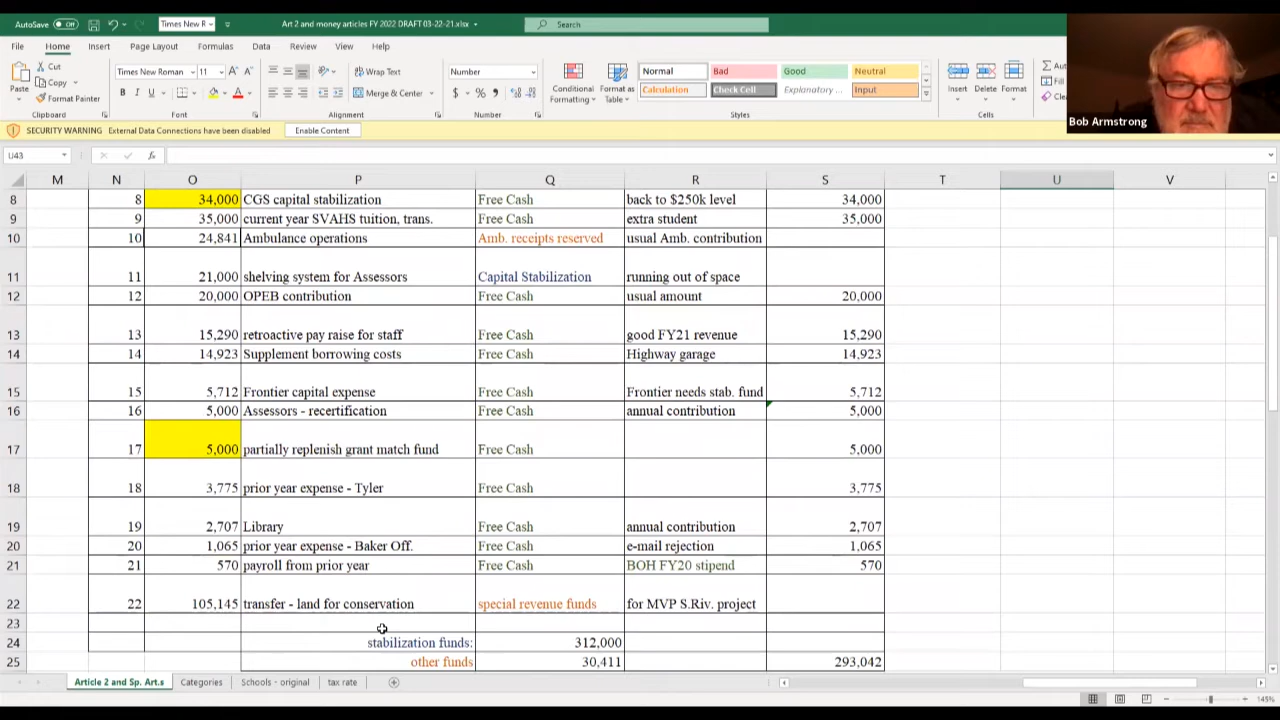 AutoSave Off Times New R Art 2 and money articles FY 2022 DRAFT 03-22-21.xlsx Search
File Home Insert Page Layout Formulas Data Review View Help
Cut
Copy
Format Painter
Paste
Clipboard
Times New Roman 11
B I U
Font
Wrap Text
Merge & Center
Alignment
Number
$ % 9
Number
Conditional Formatting
Format as Table
Normal Bad Good Neutral
Calculation Check Cell Explanatory ... Input
Styles
Insert Delete Format
Cells
Bob Armstrong
SECURITY WARNING External Data Connections have been disabled Enable Content
U43 fx
M N O P Q R S T U V
8 8 34,000 CGS capital stabilization Free Cash back to $250k level 34,000
9 9 35,000 current year SVAHS tuition, trans. Free Cash extra student 35,000
10 10 24,841 Ambulance operations Amb. receipts reserved usual Amb. contribution
11 11 21,000 shelving system for Assessors Capital Stabilization running out of space
12 12 20,000 OPEB contribution Free Cash usual amount 20,000
13 13 15,290 retroactive pay raise for staff Free Cash good FY21 revenue 15,290
14 14 14,923 Supplement borrowing costs Free Cash Highway garage 14,923
15 15 5,712 Frontier capital expense Free Cash Frontier needs stab. fund 5,712
16 16 5,000 Assessors - recertification Free Cash annual contribution 5,000
17 17 5,000 partially replenish grant match fund Free Cash 5,000
18 18 3,775 prior year expense - Tyler Free Cash 3,775
19 19 2,707 Library Free Cash annual contribution 2,707
20 20 1,065 prior year expense - Baker Off. Free Cash e-mail rejection 1,065
21 21 570 payroll from prior year Free Cash BOH FY20 stipend 570
22 22 105,145 transfer - land for conservation special revenue funds for MVP S.Riv. project
23
24 stabilization funds: 312,000
25 other funds 30,411 293,042
Article 2 and Sp. Art.s Categories Schools - original tax rate
145%